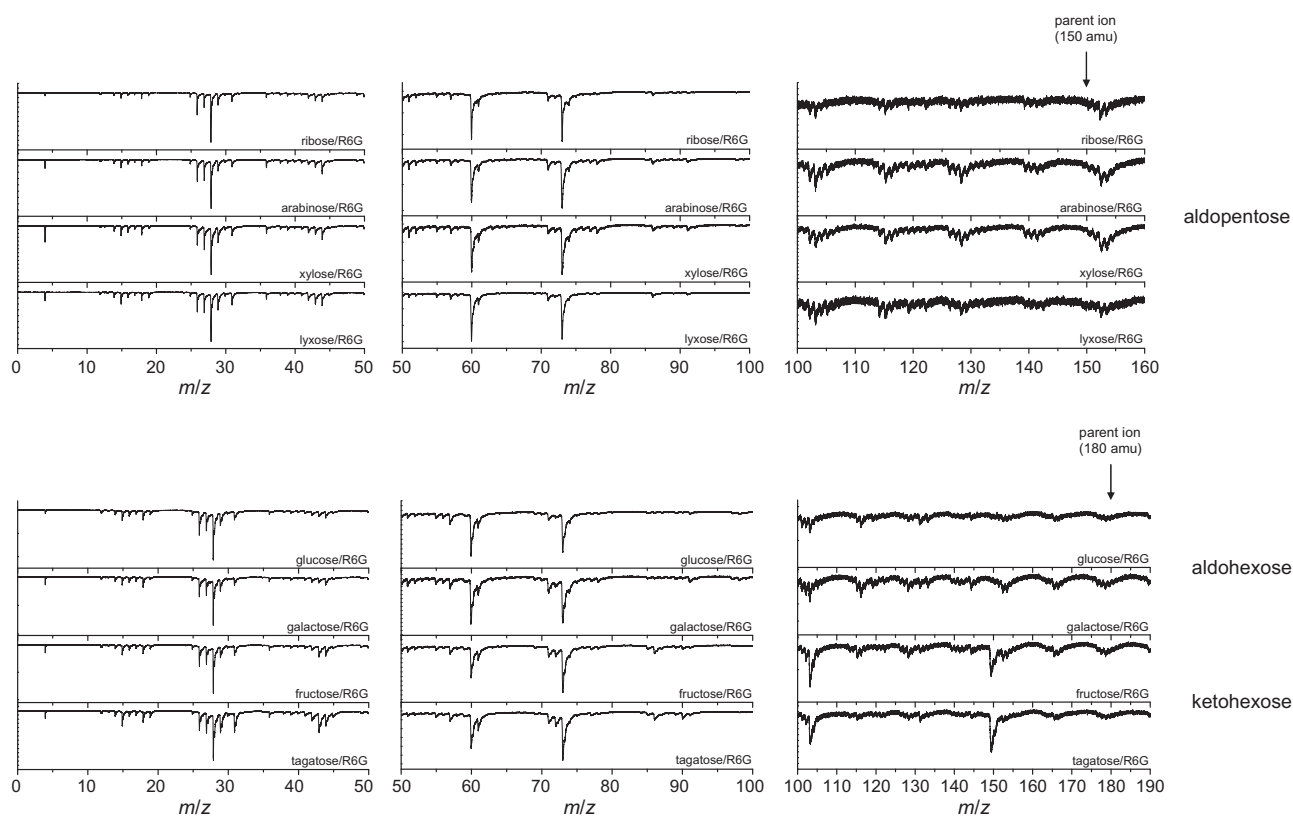 parent ion
(150 amu)
ribose/R6G
ribose/R6G
ribose/R6G
arabinose/R6G
arabinose/R6G
arabinose/R6G
aldopentose
xylose/R6G
xylose/R6G
xylose/R6G
lyxose/R6G
lyxose/R6G
lyxose/R6G
0 10 20 30 40 50
50 60 70 80 90 100
100 110 120 130 140 150 160
m/z
m/z
m/z
parent ion
(180 amu)
glucose/R6G
glucose/R6G
glucose/R6G
aldohexose
galactose/R6G
galactose/R6G
galactose/R6G
fructose/R6G
fructose/R6G
fructose/R6G
ketohexose
tagatose/R6G
tagatose/R6G
tagatose/R6G
0 10 20 30 40 50
50 60 70 80 90 100
100 110 120 130 140 150 160 170 180 190
m/z
m/z
m/z